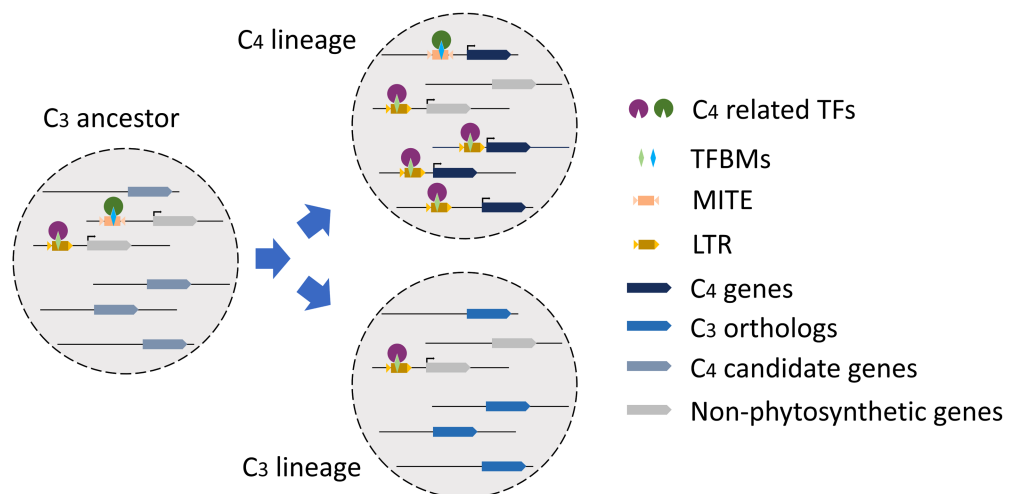 C4 lineage
C3 ancestor
C3 lineage
C4 related TFs
TFBMs
MITE
LTR
C4 genes
C3 orthologs
C4 candidate genes
Non-phytosynthetic genes